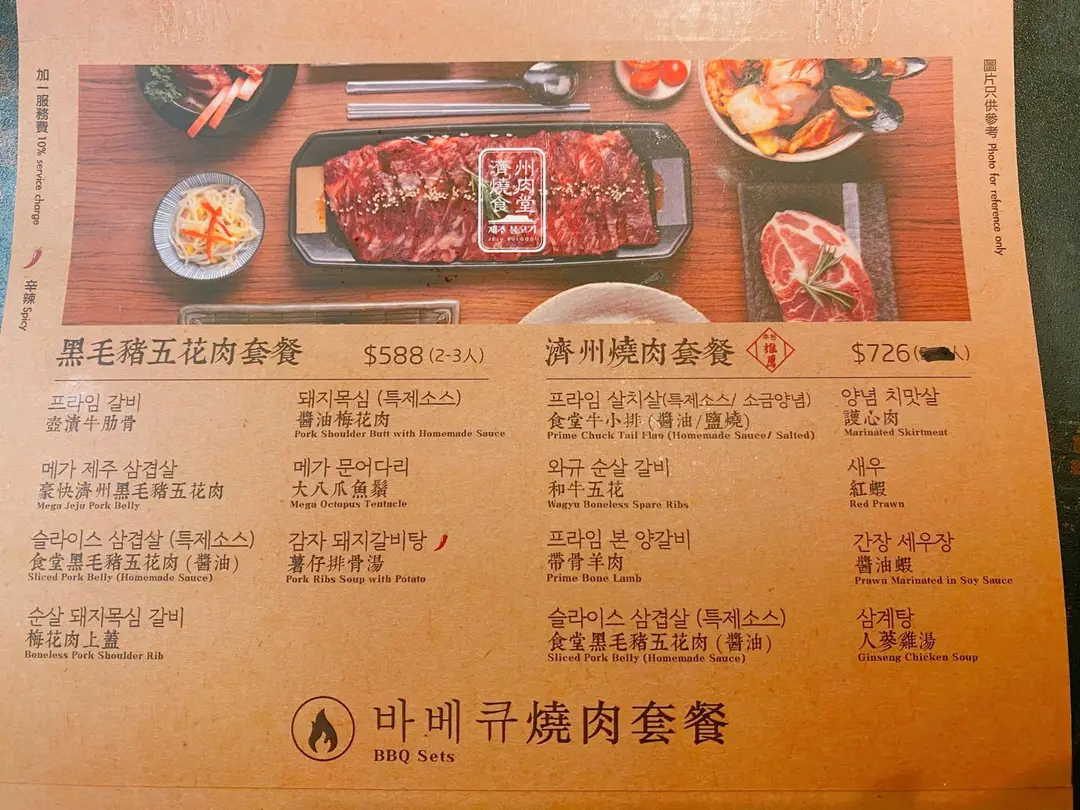 加一服務費 10% service charge
辛辣 Spicy
圖片只供參考 Photo for reference only
濟州
燒肉
食堂
제주 불고기
JEJU BULGOGI
黑毛豬五花肉套餐 $588 (2-3人)
프라임 갈비
壺漬牛肋骨
메가 제주 삼겹살
豪快濟州黑毛豬五花肉
Mega Jeju Pork Belly
슬라이스 삼겹살 (특제소스)
食堂黑毛豬五花肉 (醬油)
Sliced Pork Belly (Homemade Sauce)
순살 돼지목심 갈비
梅花肉上蓋
Boneless Pork Shoulder Rib
돼지목심 (특제소스)
醬油梅花肉
Pork Shoulder Butt with Homemade Sauce
메가 문어다리
大八爪魚鬚
Mega Octopus Tentacle
감자 돼지갈비탕
薯仔排骨湯
Pork Ribs Soup with Potato
濟州燒肉套餐 추천 推薦 $726 人)
프라임 살치살(특제소스/ 소금양념)
食堂牛小排 (醬油/鹽燒)
Prime Chuck Tail Flap (Homemade Sauce/ Salted)
와규 순살 갈비
和牛五花
Wagyu Boneless Spare Ribs
프라임 본 양갈비
帶骨羊肉
Prime Bone Lamb
슬라이스 삼겹살 (특제소스)
食堂黑毛豬五花肉 (醬油)
Sliced Pork Belly (Homemade Sauce)
양념 치맛살
護心肉
Marinated Skirtmeat
새우
紅蝦
Red Prawn
간장 세우장
醬油蝦
Prawn Marinated in Soy Sauce
삼계탕
人蔘雞湯
Ginseng Chicken Soup
바베큐燒肉套餐
BBQ Sets